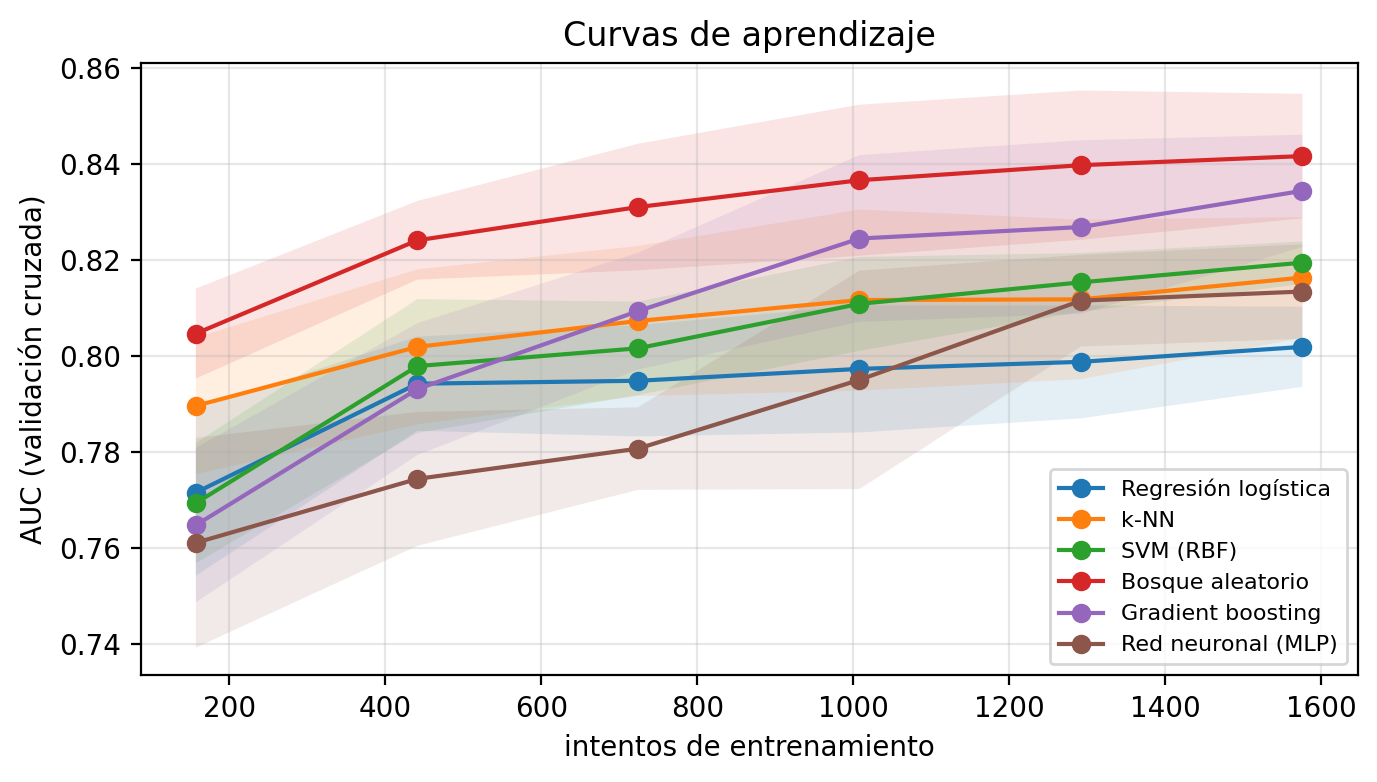 Curvas de aprendizaje
AUC (validación cruzada)
0.86
0.84
0.82
0.80
0.78
0.76
0.74
200 400 600 800 1000 1200 1400 1600
intentos de entrenamiento
Regresión logística
k-NN
SVM (RBF)
Bosque aleatorio
Gradient boosting
Red neuronal (MLP)